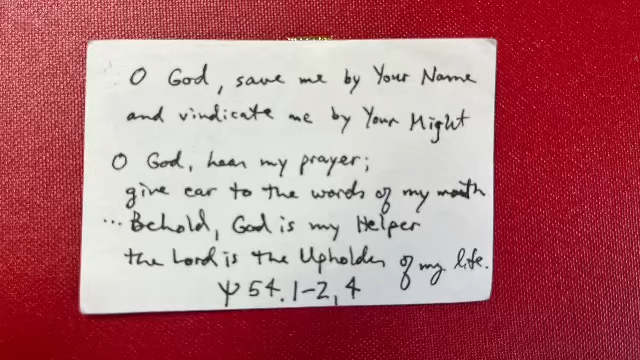 O God, save me by Your Name
and vindicate me by Your Might
O God, hear my prayer;
give ear to the words of my mouth
... Behold, God is my Helper
the Lord is the Upholder of my life.
Ψ 54. 1-2, 4